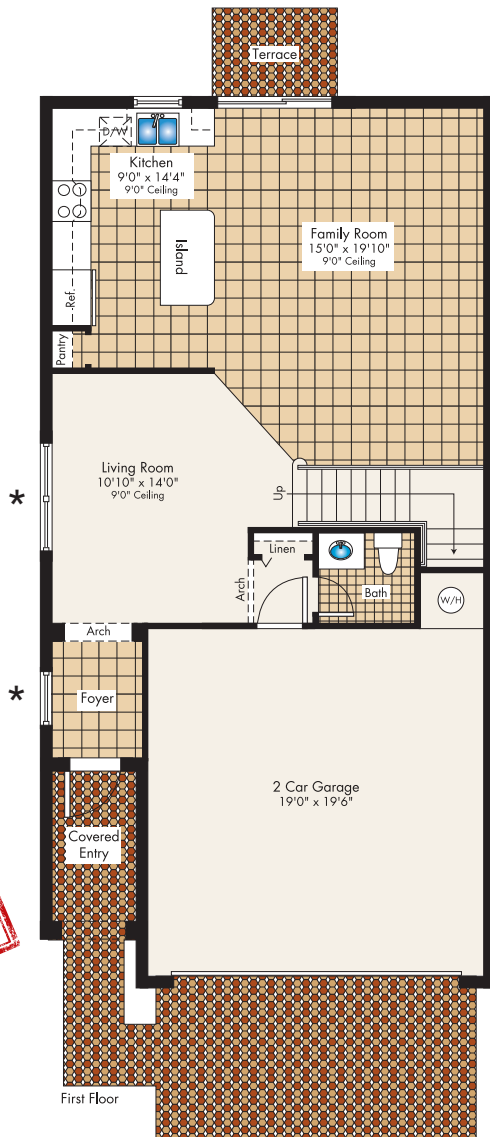 Terrace
D/W
Kitchen
9'0" x 14'4"
9'0" Ceiling
Island
Family Room
15'0" x 19'10"
9'0" Ceiling
Ref.
Pantry
Living Room
10'10" x 14'0"
9'0" Ceiling
*
Up
Linen
Arch
Bath
W/H
Arch
*
Foyer
2 Car Garage
19'0" x 19'6"
Covered
Entry
First Floor